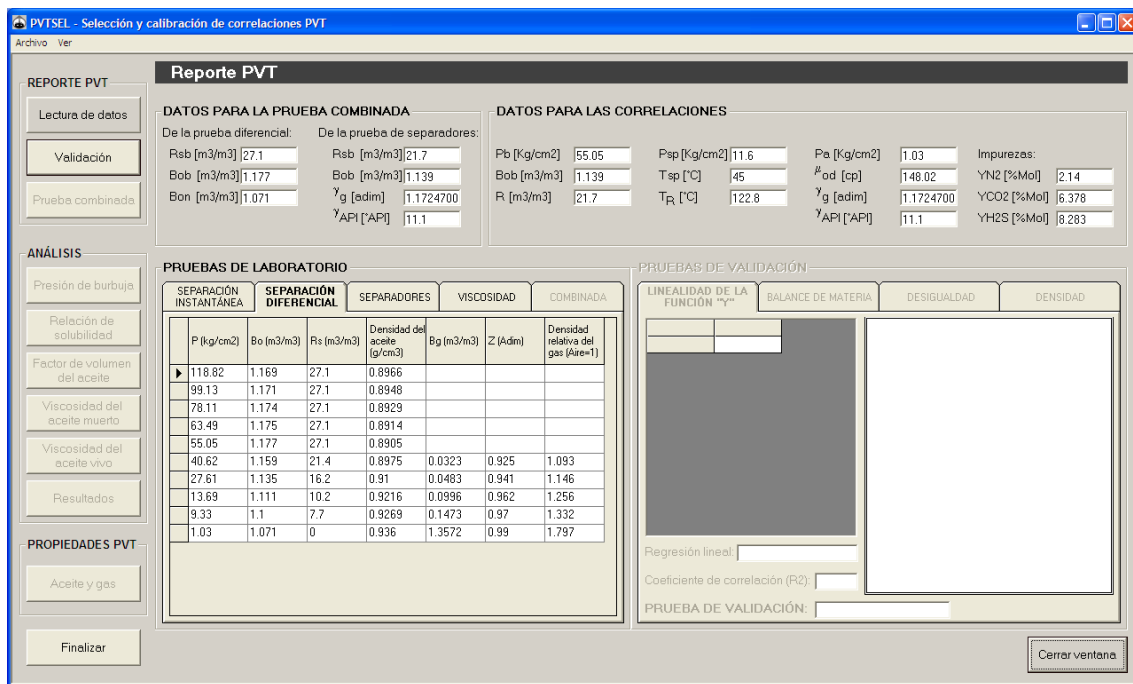 PVTSEL - Selección y calibración de correlaciones PVT
Archivo Ver
REPORTE PVT
Lectura de datos
Validación
Prueba combinada
ANÁLISIS
Presión de burbuja
Relación de
solubilidad
Factor de volumen
del aceite
Viscosidad del
aceite muerto
Viscosidad del
aceite vivo
Resultados
PROPIEDADES PVT
Aceite y gas
Finalizar
Reporte PVT
DATOS PARA LA PRUEBA COMBINADA
De la prueba diferencial: De la prueba de separadores:
Rsb [m3/m3] 27.1 Rsb [m3/m3] 21.7
Bob [m3/m3] 1.177 Bob [m3/m3] 1.139
Bon [m3/m3] 1.071 γg [adim] 1.1724700
γAPI [°API] 11.1
DATOS PARA LAS CORRELACIONES
Pb [Kg/cm2] 55.05 Psp [Kg/cm2] 11.6 Pa [Kg/cm2] 1.03 Impurezas:
Bob [m3/m3] 1.139 Tsp [°C] 45 μod [cp] 148.02 YN2 [%Mol] 2.14
R [m3/m3] 21.7 TR [°C] 122.8 γg [adim] 1.1724700 YCO2 [%Mol] 6.378
γAPI [°API] 11.1 YH2S [%Mol] 8.283
PRUEBAS DE LABORATORIO
SEPARACIÓN INSTANTÁNEA SEPARACIÓN DIFERENCIAL SEPARADORES VISCOSIDAD COMBINADA
P (kg/cm2) Bo (m3/m3) Rs (m3/m3) Densidad del aceite (g/cm3) Bg (m3/m3) Z (Adim) Densidad relativa del gas (Aire=1)
118.82 1.169 27.1 0.8966
99.13 1.171 27.1 0.8948
78.11 1.174 27.1 0.8929
63.49 1.175 27.1 0.8914
55.05 1.177 27.1 0.8905
40.62 1.159 21.4 0.8975 0.0323 0.925 1.093
27.61 1.135 16.2 0.91 0.0483 0.941 1.146
13.69 1.111 10.2 0.9216 0.0996 0.962 1.256
9.33 1.1 7.7 0.9269 0.1473 0.97 1.332
1.03 1.071 0 0.936 1.3572 0.99 1.797
PRUEBAS DE VALIDACIÓN
LINEALIDAD DE LA FUNCIÓN "Y" BALANCE DE MATERIA DESIGUALDAD DENSIDAD
Regresión lineal:
Coeficiente de correlación (R2):
PRUEBA DE VALIDACIÓN:
Cerrar ventana